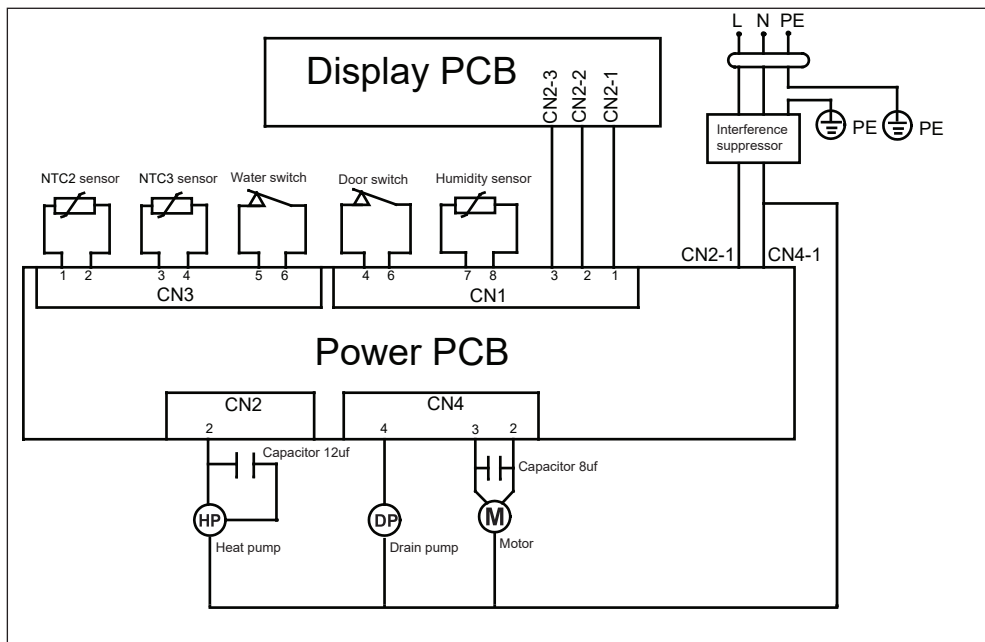 L N PE
Display PCB
CN2-3
CN2-2
CN2-1
Interference
suppressor
PE
PE
NTC2 sensor
NTC3 sensor
Water switch
Door switch
Humidity sensor
CN2-1
CN4-1
1 2 3 4 5 6 4 6 7 8 3 2 1
CN3
CN1
Power PCB
CN2
CN4
2
4
3
2
Capacitor 12uf
Capacitor 8uf
HP
DP
M
Heat pump
Drain pump
Motor